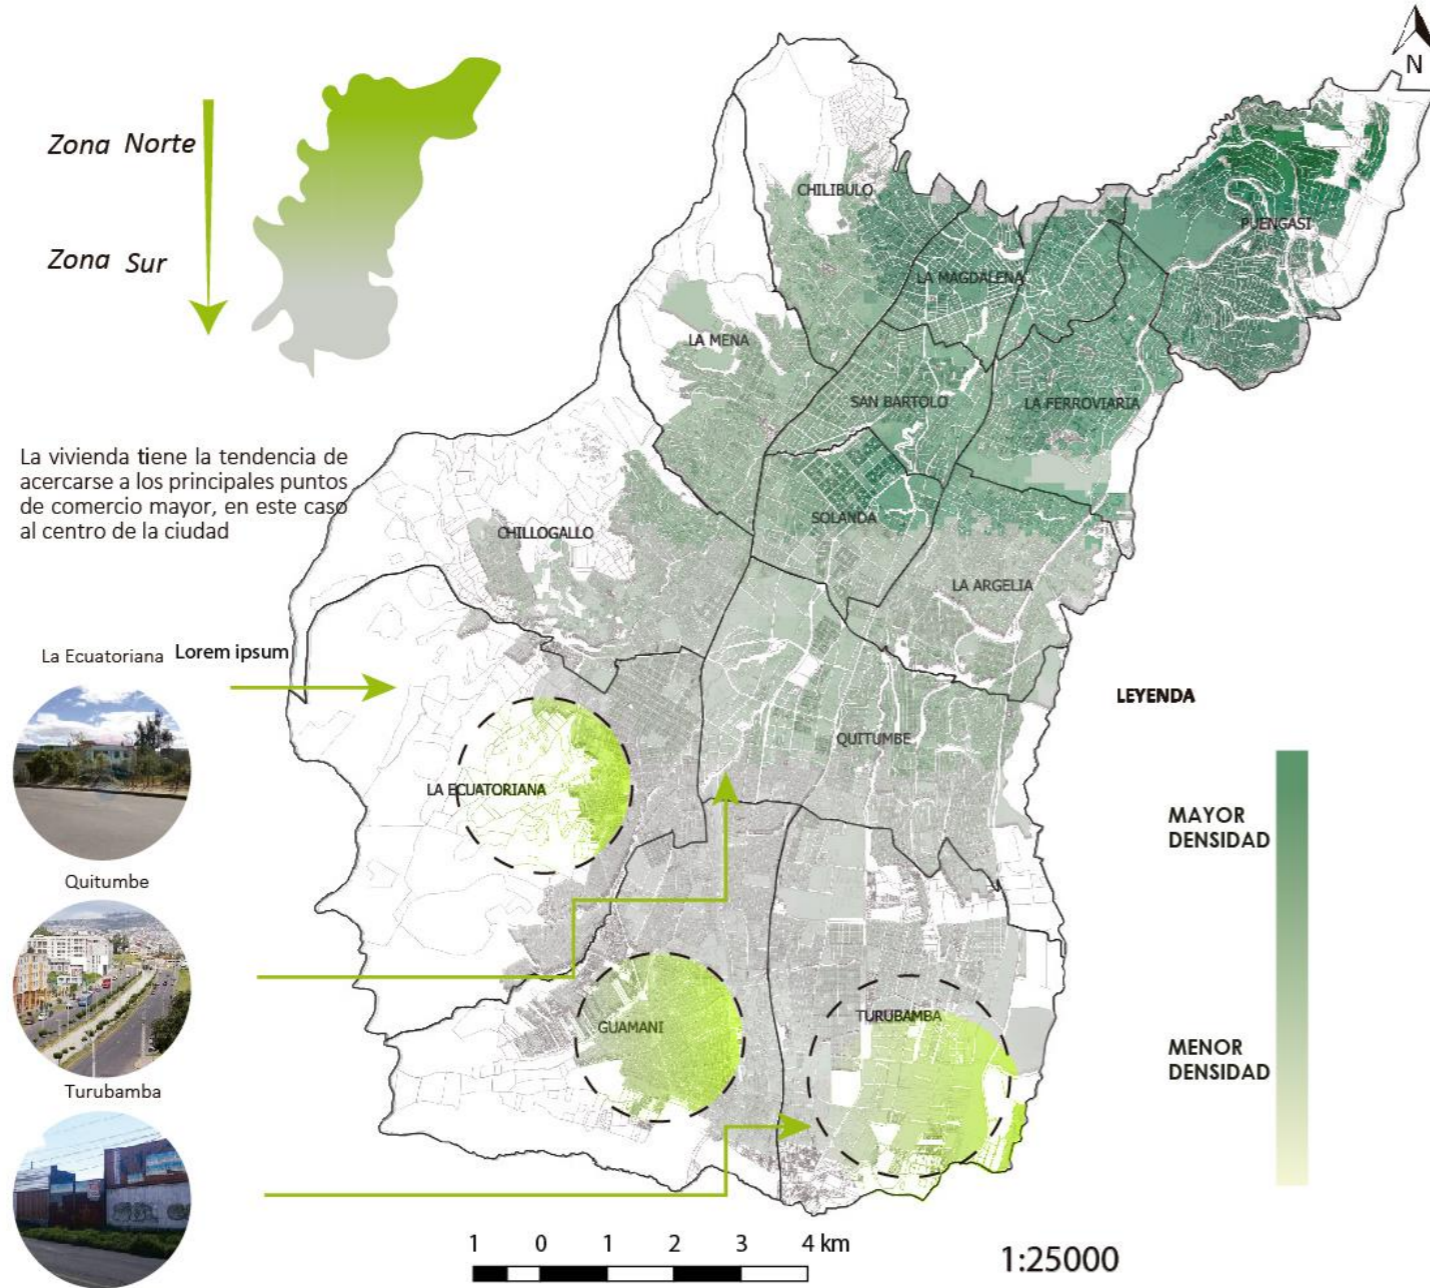 N
Zona Norte
Zona Sur
La vivienda tiene la tendencia de
acercarse a los principales puntos
de comercio mayor, en este caso
al centro de la ciudad
La Ecuatoriana Lorem ipsum
Quitumbe
Turubamba
CHILIBULO
PUENGASI
LA MAGDALENA
LA MENA
SAN BARTOLO
LA FERROVIARIA
CHILLOGALLO
SOLANDA
LA ARGELIA
QUITUMBE
LA ECUATORIANA
GUAMANI
TURUBAMBA
LEYENDA
MAYOR
DENSIDAD
MENOR
DENSIDAD
1 0 1 2 3 4 km
1:25000